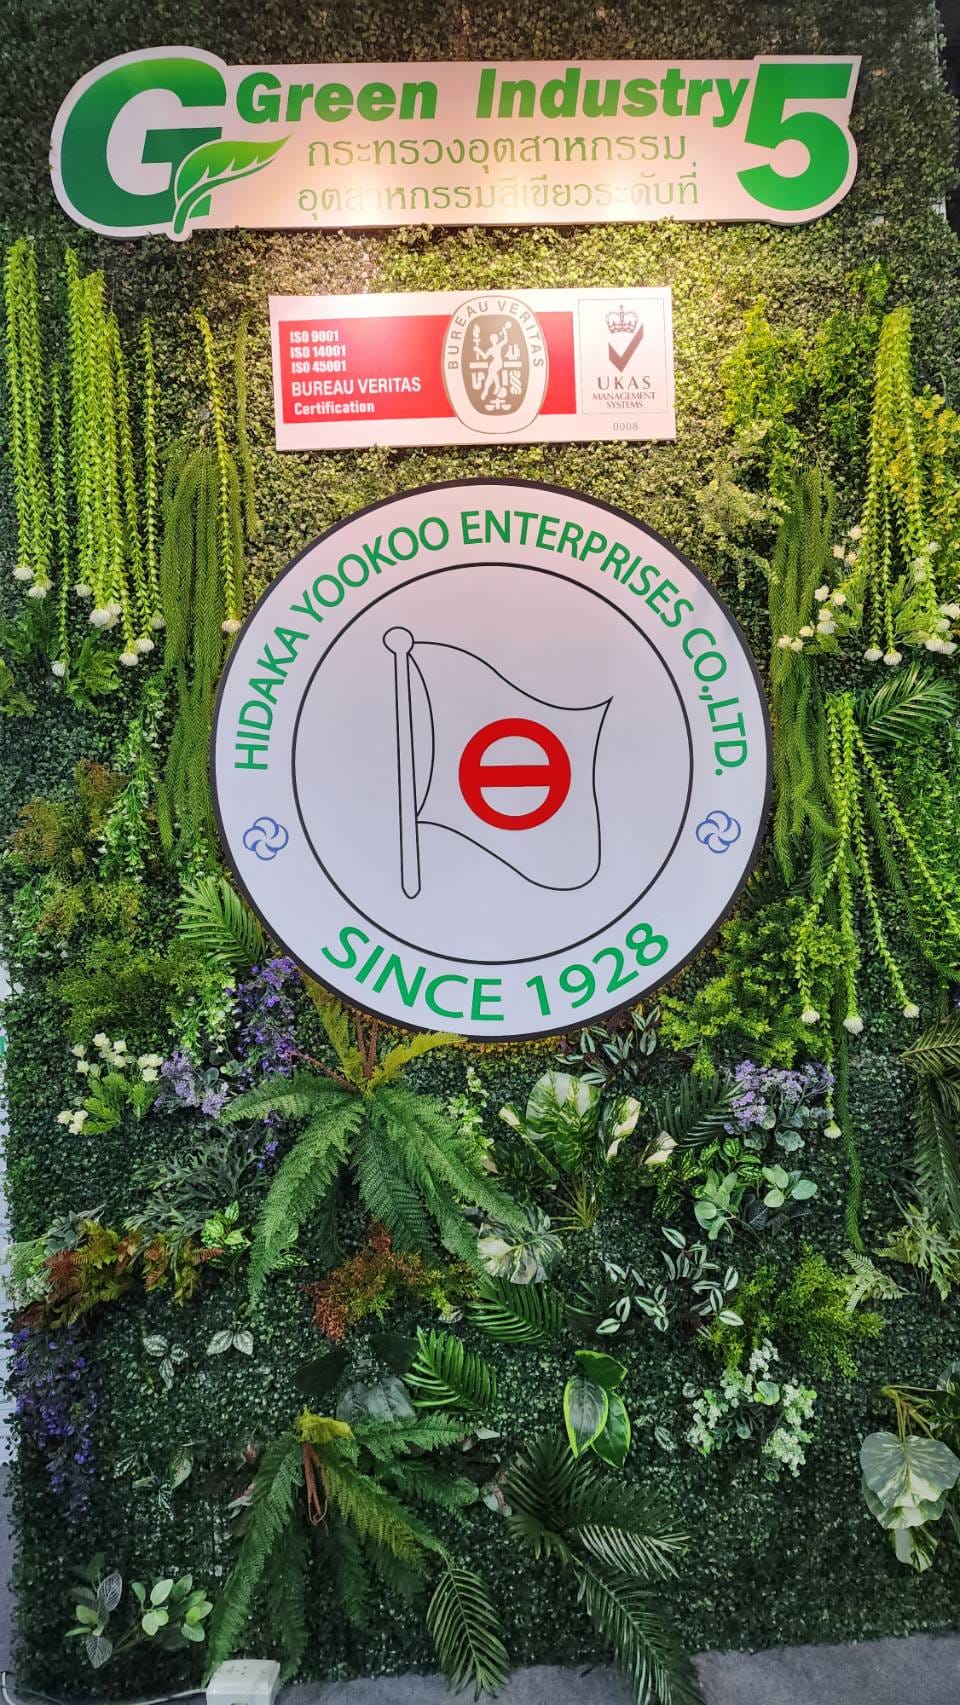 G Green Industry 5
กระทรวงอุตสาหกรรม
อุตสาหกรรมสีเขียวระดับที่
ISO 9001
ISO 14001
ISO 45001
BUREAU VERITAS
Certification
BUREAU VERITAS
UKAS
MANAGEMENT
SYSTEMS
0008
HIDAKA YOOKOO ENTERPRISES CO.,LTD.
SINCE 1928